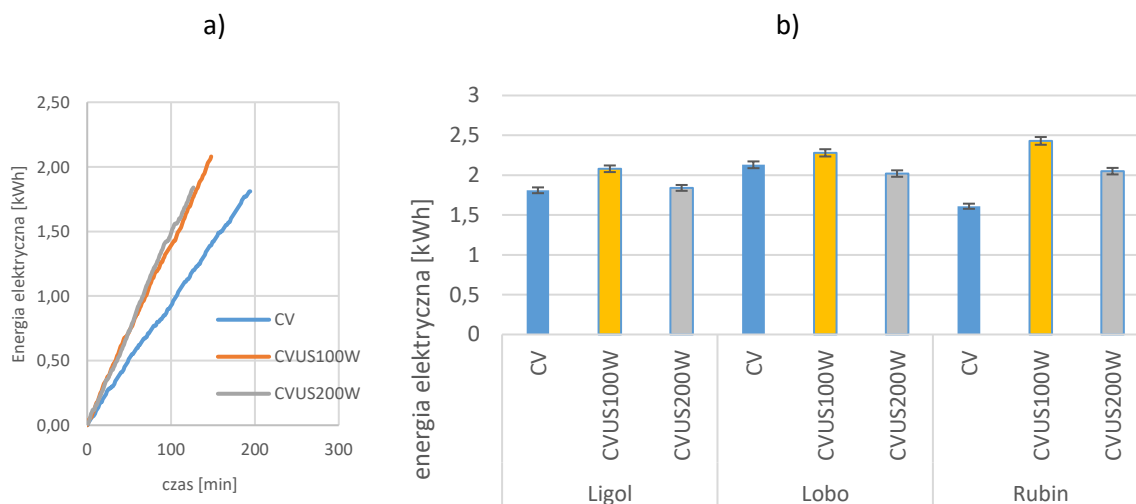 a)
2,50
2,00
1,50
1,00
0,50
0,00
Energia elektryczna [kWh]
0
100
200
300
czas [min]
CV
CVUS100W
CVUS200W
b)
3
2,5
2
1,5
1
0,5
0
energia elektryczna [kWh]
CV
CVUS100W
CVUS200W
CV
CVUS100W
CVUS200W
CV
CVUS100W
CVUS200W
Ligol
Lobo
Rubin